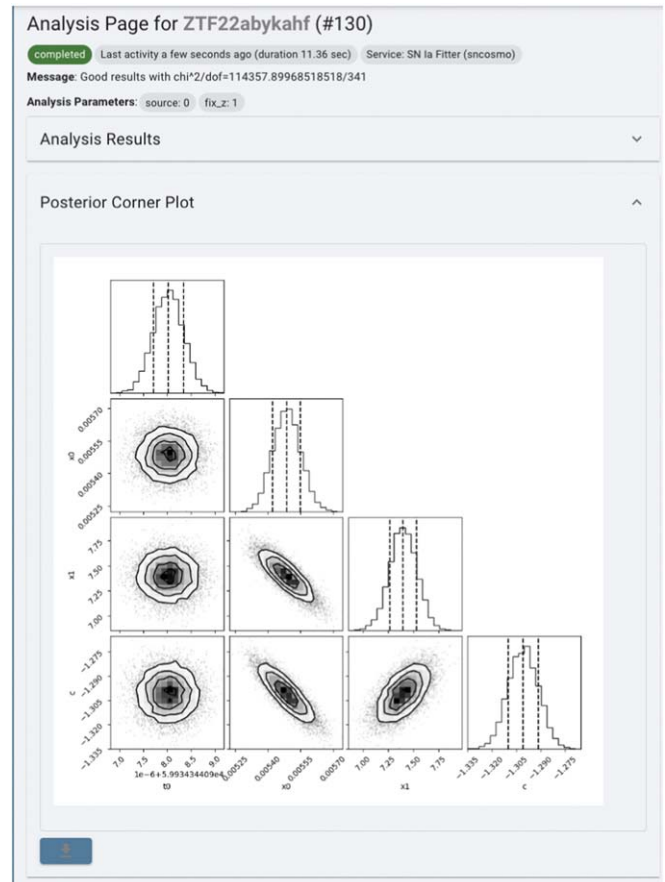 Analysis Page for ZTF22abykahf (#130)
completed Last activity a few seconds ago (duration 11.36 sec) Service: SN Ia Fitter (sncosmo)
Message: Good results with chi^2/dof=114357.89968518518/341
Analysis Parameters: source: 0 fix_z: 1
Analysis Results
Posterior Corner Plot
0.00570
0.00555
0.00540
0.00525
x0
7.75
7.50
7.25
7.00
x1
−1.275
−1.290
−1.305
−1.320
−1.335
c
7.0 7.5 8.0 8.5 9.0 0.00525 0.00540 0.00555 0.00570 7.00 7.25 7.50 7.75 −1.335 −1.320 −1.305 −1.290 −1.275
1e−6+5.993434409e4
t0 x0 x1 c